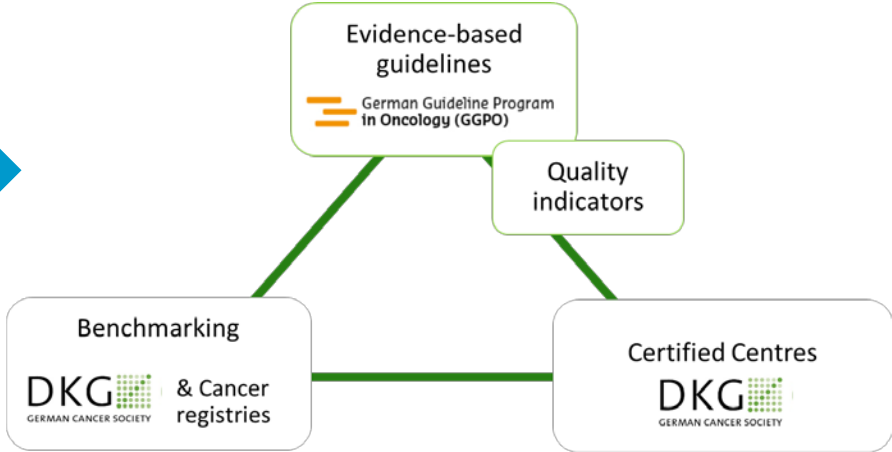 Evidence-based
guidelines
German Guideline Program
in Oncology (GGPO)
Quality
indicators
Benchmarking
DKG
GERMAN CANCER SOCIETY
& Cancer
registries
Certified Centres
DKG
GERMAN CANCER SOCIETY